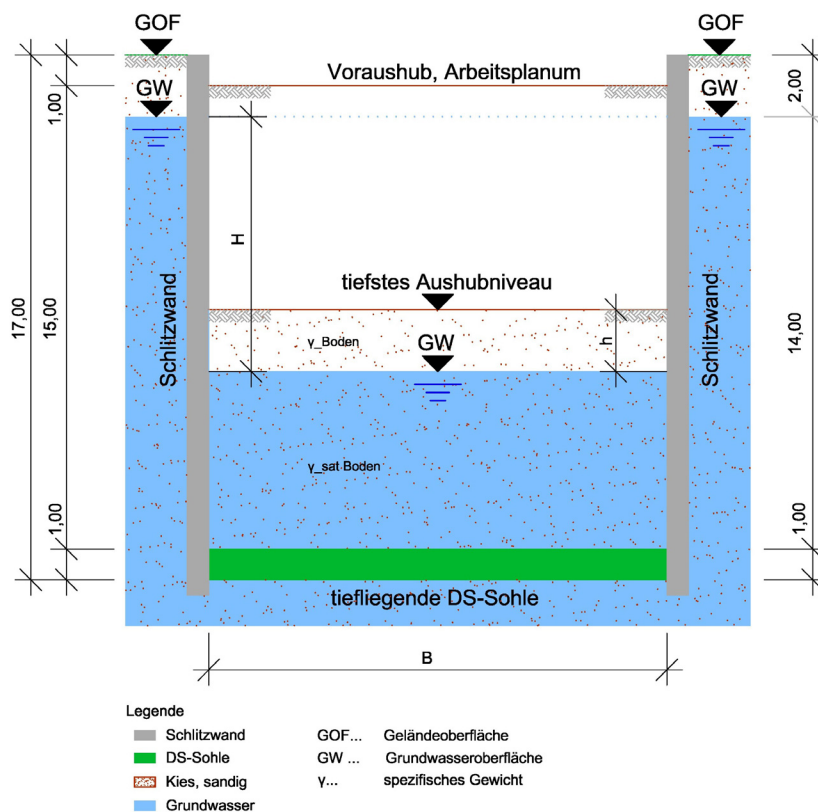 GOF
GOF
Voraushub, Arbeitsplanum
GW
GW
1,00
2,00
H
tiefstes Aushubniveau
17,00
15,00
Schlitzwand
γ_Boden
GW
h
Schlitzwand
14,00
γ_sat Boden
1,00
1,00
tiefliegende DS-Sohle
B
Legende
Schlitzwand
GOF... Geländeoberfläche
DS-Sohle
GW ... Grundwasseroberfläche
Kies, sandig
γ... spezifisches Gewicht
Grundwasser